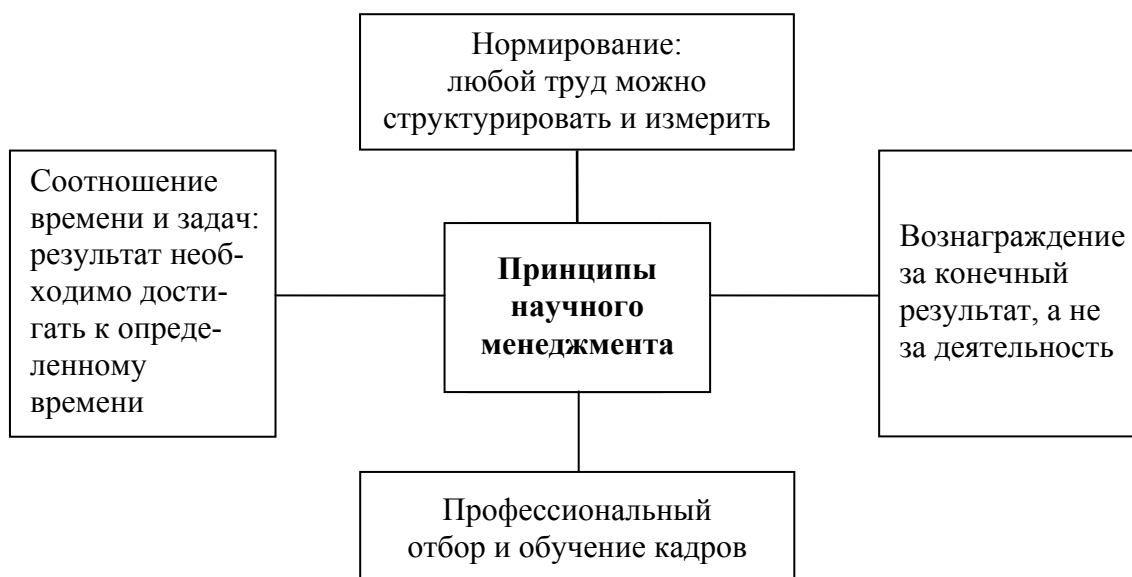 Нормирование:
любой труд можно
структурировать и измерить
Соотношение
времени и задач:
результат необ-
ходимо дости-
гать к опреде-
ленному
времени
Принципы
научного
менеджмента
Вознаграждение
за конечный
результат, а не
за деятельность
Профессиональный
отбор и обучение кадров